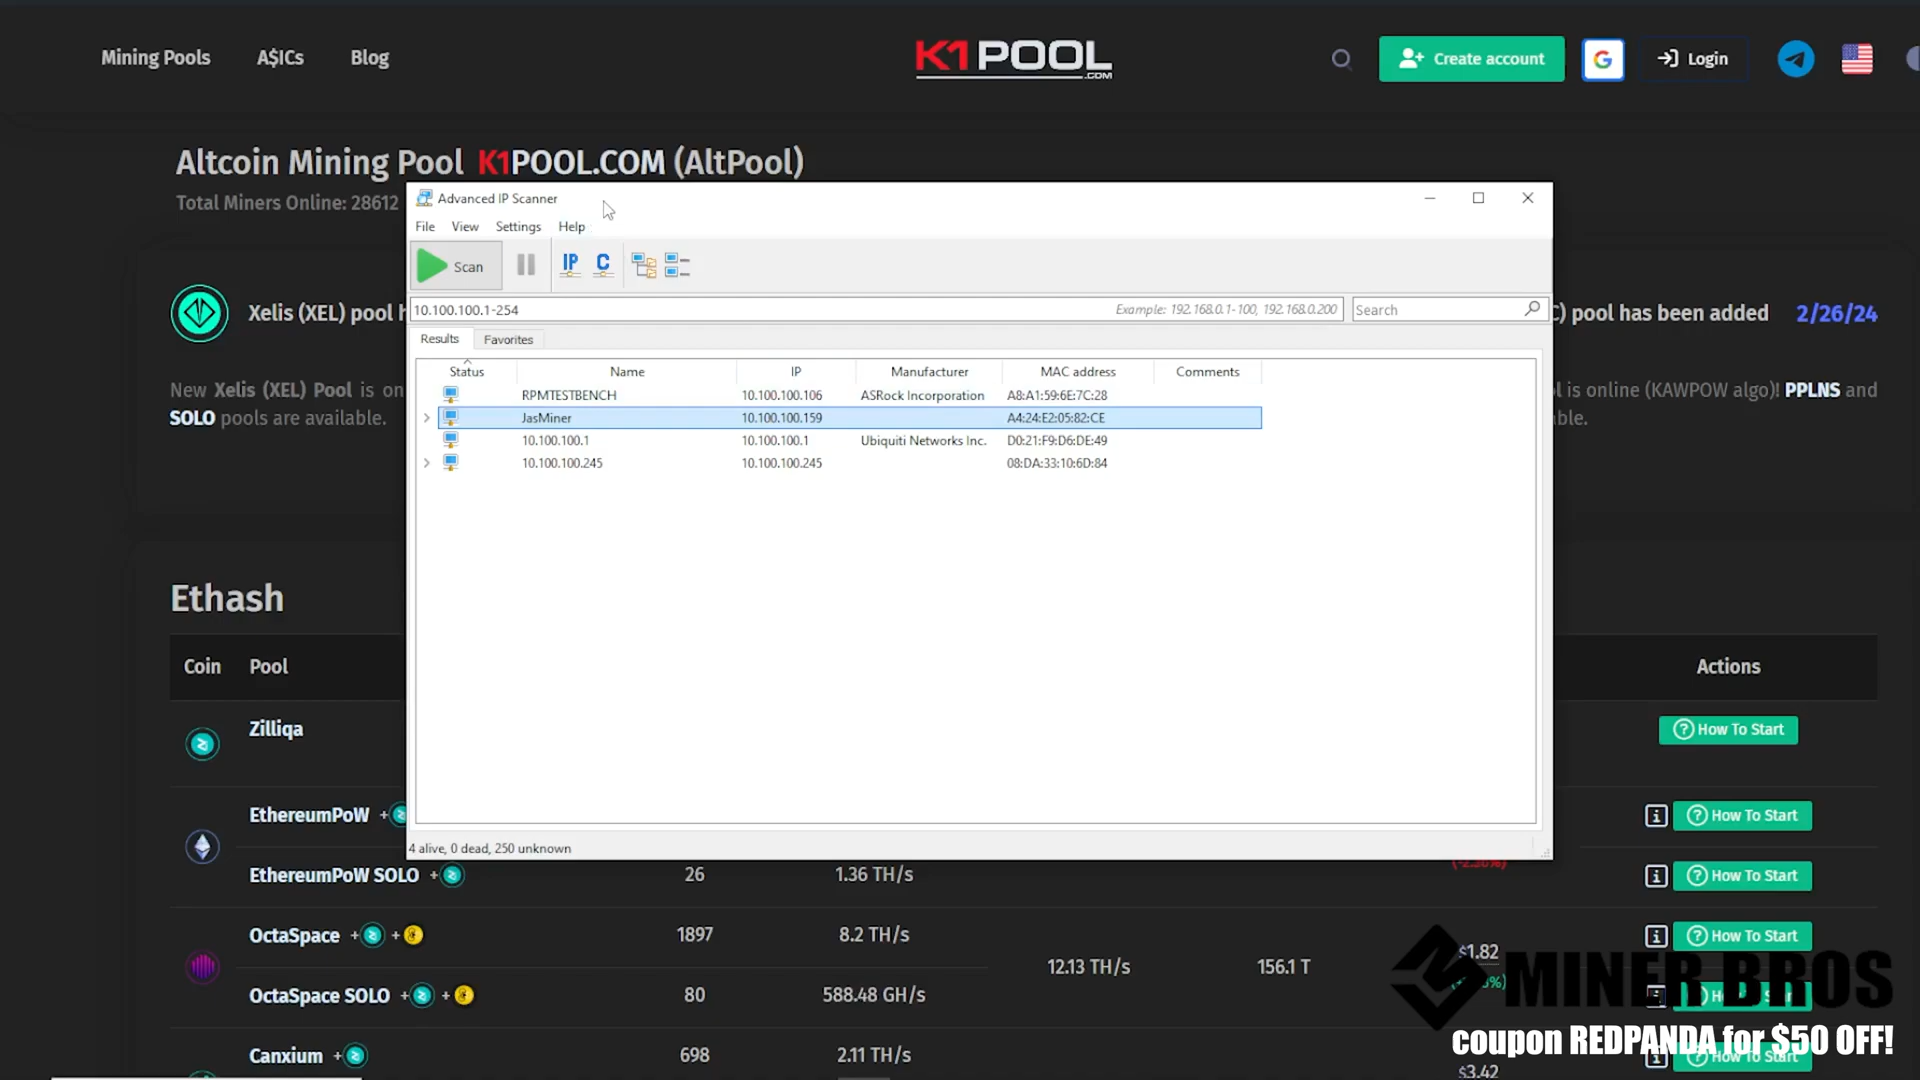 Mining Pools A$ICs Blog K1 POOL .COM Create account G Login
Altcoin Mining Pool K1POOL.COM (AltPool)
Total Miners Online: 28612
Advanced IP Scanner
File View Settings Help
Scan IP C
10.100.100.1-254 Example: 192.168.0.1-100, 192.168.0.200 Search
Results Favorites
Status Name IP Manufacturer MAC address Comments
RPMTESTBENCH 10.100.100.106 ASRock Incorporation A8:A1:59:6E:7C:28
JasMiner 10.100.100.159 A4:24:E2:05:82:CE
10.100.100.1 10.100.100.1 Ubiquiti Networks Inc. D0:21:F9:D6:DE:49
10.100.100.245 10.100.100.245 08:DA:33:10:6D:84
4 alive, 0 dead, 250 unknown
Xelis (XEL) pool
New Xelis (XEL) Pool is on
SOLO pools are available.
C) pool has been added 2/26/24
is online (KAWPOW algo)! PPLNS and
Ethash
Coin Pool Actions
Zilliqa How To Start
EthereumPoW + How To Start
EthereumPoW SOLO + 26 1.36 TH/s How To Start
OctaSpace + + 1897 8.2 TH/s How To Start
12.13 TH/s 156.1 T $1.82
OctaSpace SOLO + + 80 588.48 GH/s
Canxium + 698 2.11 TH/s How To Start
$3.42
MINER BROS
coupon REDPANDA for $50 OFF!